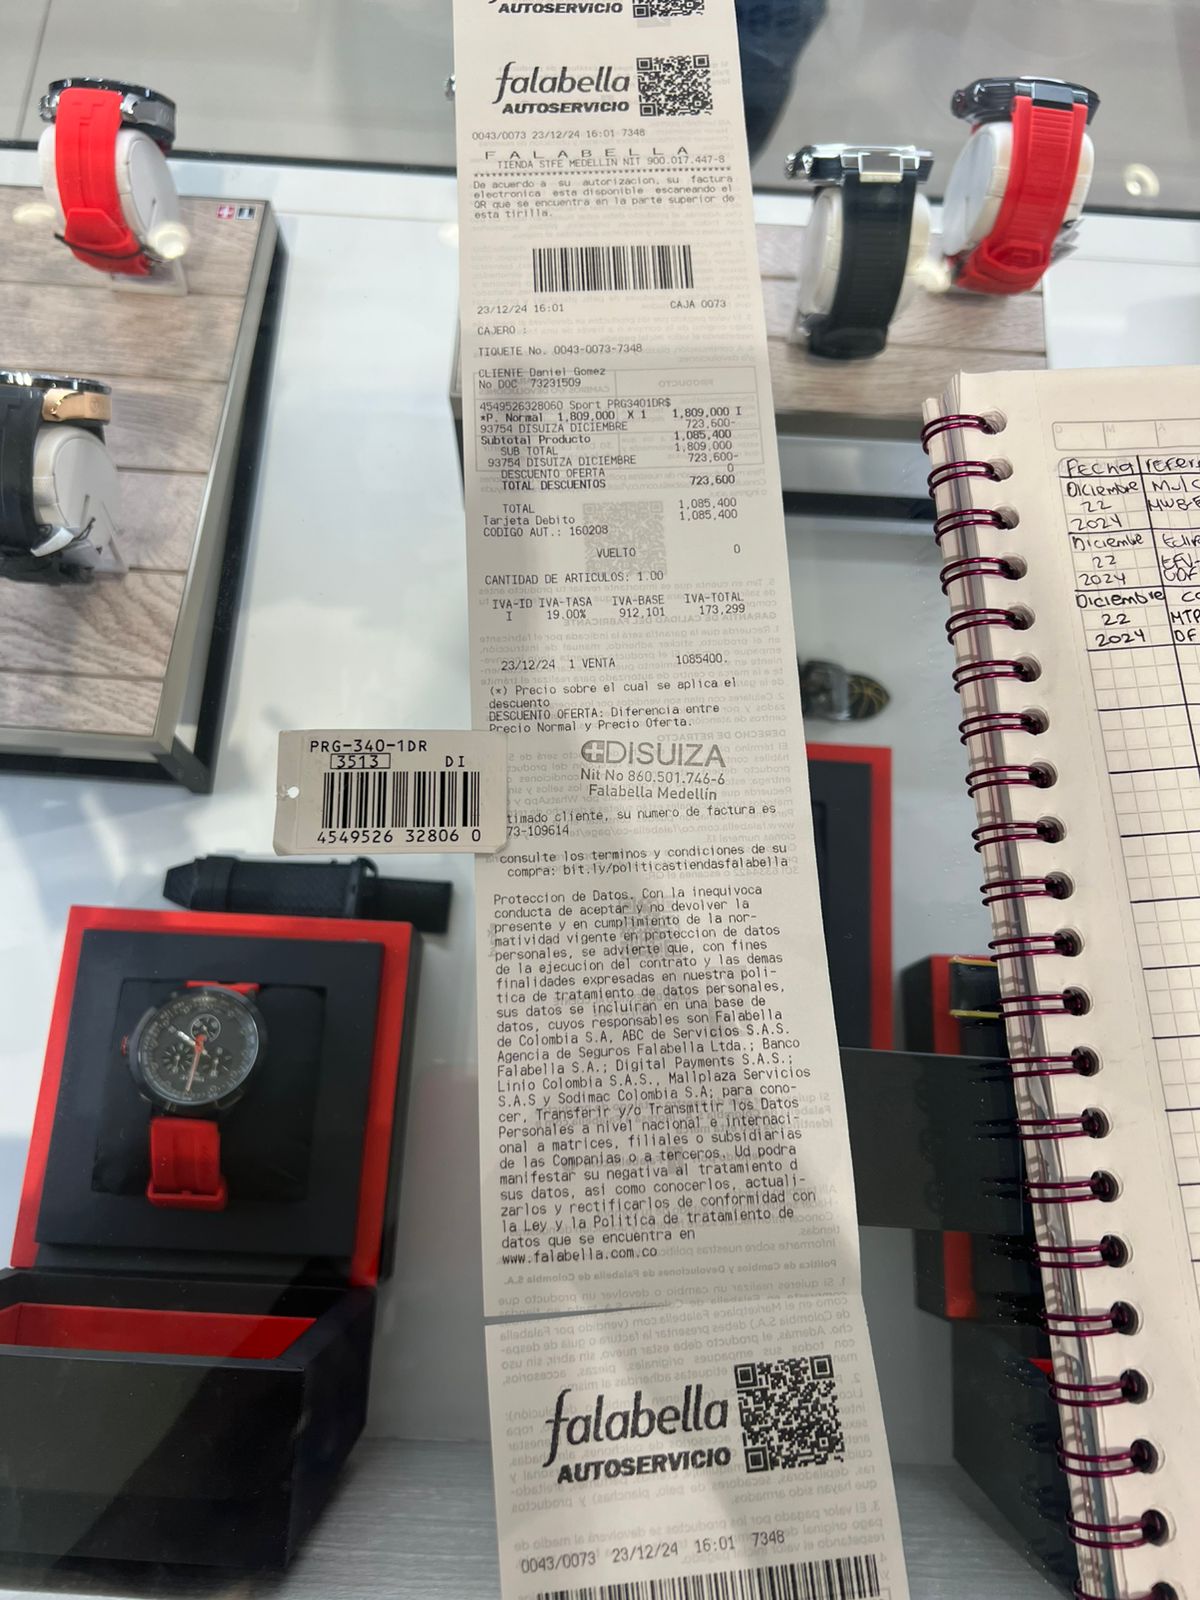 AUTOSERVICIO
falabella
AUTOSERVICIO
0043/0073 23/12/24 16:01 7348
F A L A B E L L A
TIENDA STFE MEDELLIN NIT 900.017.447-8
De acuerdo a su autorizacion, su factura
electronica esta disponible escaneando el
QR que se encuentra en la parte superior de
esta tirilla.
23/12/24 16:01 CAJA 0073
CAJERO :
TIQUETE No. 0043-0073-7348
CLIENTE Daniel Gomez
No DOC 73231509
4549526328060 Sport PRG3401DR$
*P. Normal 1,809,000 X 1 1,809,000 I
93754 DISUIZA DICIEMBRE 723,600-
Subtotal Producto 1,085,400
SUB TOTAL 1,809,000
93754 DISUIZA DICIEMBRE 723,600-
DESCUENTO OFERTA 0
TOTAL DESCUENTOS 723,600
TOTAL 1,085,400
Tarjeta Debito 1,085,400
CODIGO AUT.: 160208
VUELTO 0
CANTIDAD DE ARTICULOS: 1.00
IVA-ID IVA-TASA IVA-BASE IVA-TOTAL
I 19.00% 912,101 173,299
23/12/24 1 VENTA 1085400.
(*) Precio sobre el cual se aplica el
descuento
DESCUENTO OFERTA: Diferencia entre
Precio Normal y Precio Oferta.
DISUIZA
Nit No 860.501.746-6
Falabella Medellín
timado cliente, su numero de factura es
73-109614
consulte los terminos y condiciones de su
compra: bit.ly/politicastiendasfalabella
Proteccion de Datos. Con la inequivoca
conducta de aceptar y no devolver la
presente y en cumplimiento de la nor-
matividad vigente en proteccion de datos
personales, se advierte que, con fines
de la ejecucion del contrato y las demas
finalidades expresadas en nuestra poli-
tica de tratamiento de datos personales,
sus datos se incluiran en una base de
datos, cuyos responsables son Falabella
de Colombia S.A, ABC de Servicios S.A.S.
Agencia de Seguros Falabella Ltda.; Banco
Falabella S.A.; Digital Payments S.A.S.;
Linio Colombia S.A.S., Mallplaza Servicios
S.A.S y Sodimac Colombia S.A; para cono-
cer, Transferir y/o Transmitir los Datos
Personales a nivel nacional e internaci-
onal a matrices, filiales o subsidiarias
de las Companias o a terceros. Ud podra
manifestar su negativa al tratamiento d
sus datos, asi como conocerlos, actuali-
zarlos y rectificarlos de conformidad con
la Ley y la Politica de tratamiento de
datos que se encuentra en
www.falabella.com.co
falabella
AUTOSERVICIO
0043/0073 23/12/24 16:01 7348
PRG-340-1DR
3513 DI
4549526 32806 0
D M A
Fecha
Diciembre
22
2024
Diciembre
22
2024
Diciembre
22
2024